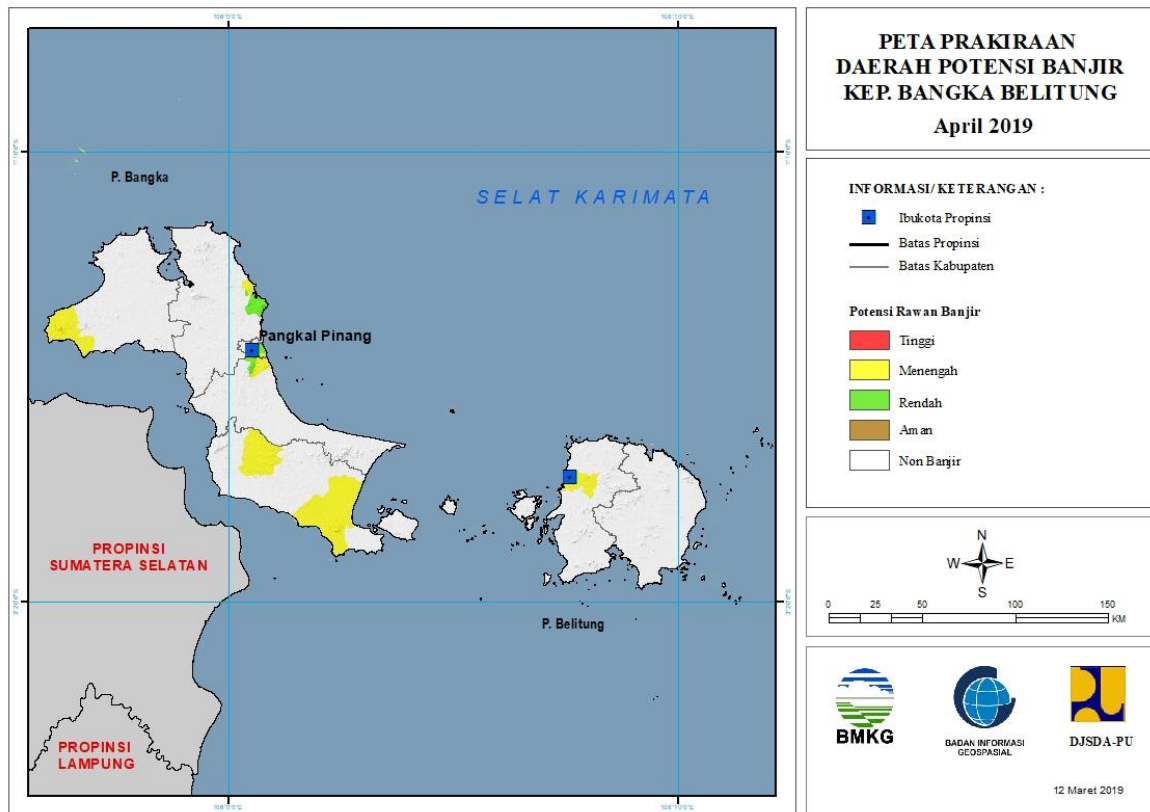 PETA PRAKIRAAN
DAERAH POTENSI BANJIR
KEP. BANGKA BELITUNG
April 2019
P. Bangka
SELAT KARIMATA
Pangkal Pinang
PROPINSI
SUMATERA SELATAN
P. Belitung
PROPINSI
LAMPUNG
INFORMASI/ KETERANGAN :
Ibukota Propinsi
Batas Propinsi
Batas Kabupaten
Potensi Rawan Banjir
Tinggi
Menengah
Rendah
Aman
Non Banjir
N
W E
S
0 25 50 100 150
KM
BMKG
BADAN INFORMASI
GEOSPASIAL
DJSDA-PU
12 Maret 2019